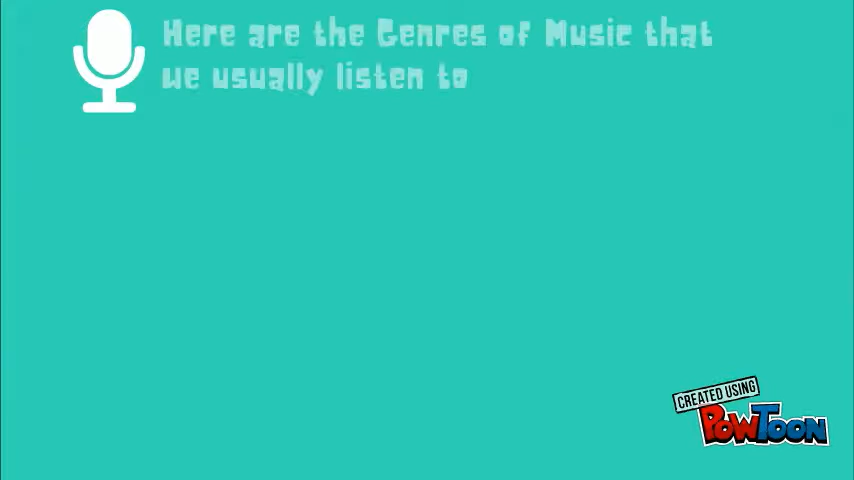 Here are the Genres of Music that
we usually listen to
CREATED USING
POWTOON